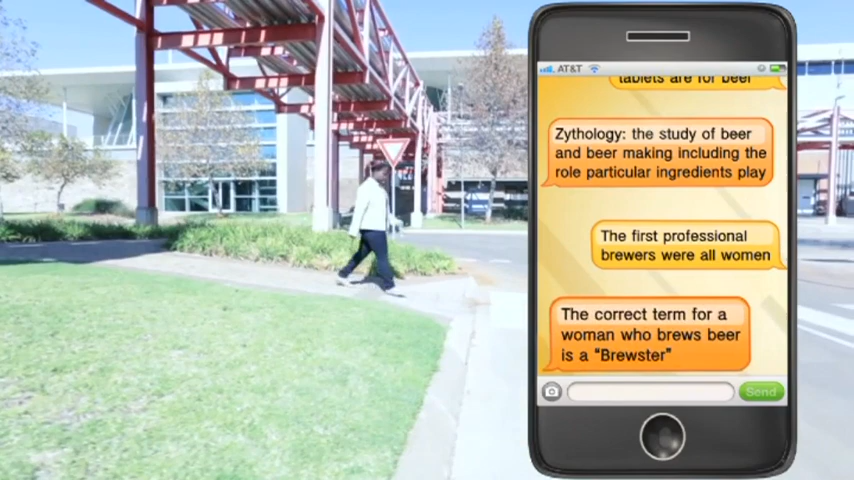 AT&T
tablets are for beer
Zythology: the study of beer
and beer making including the
role particular ingredients play
The first professional
brewers were all women
The correct term for a
woman who brews beer
is a “Brewster”
Send